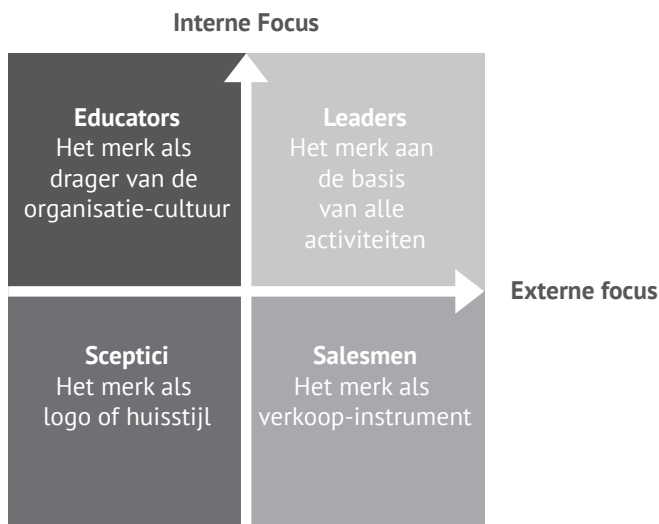 Interne Focus
Educators
Het merk als
drager van de
organisatie-cultuur
Leaders
Het merk aan
de basis
van alle
activiteiten
Externe focus
Sceptici
Het merk als
logo of huisstijl
Salesmen
Het merk als
verkoop-instrument